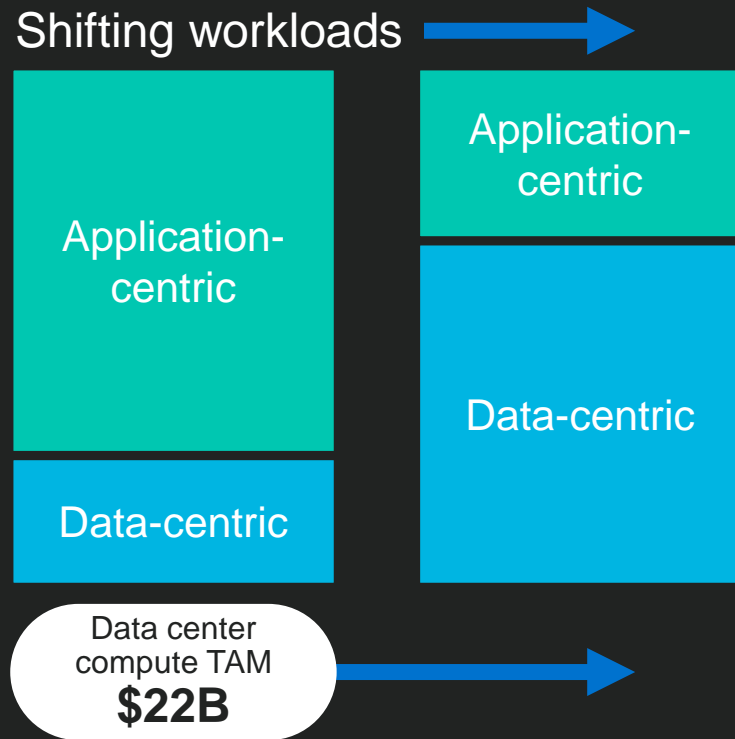 Shifting workloads
Application-
centric
Data-centric
Application-
centric
Data-centric
Data center
compute TAM
$22B